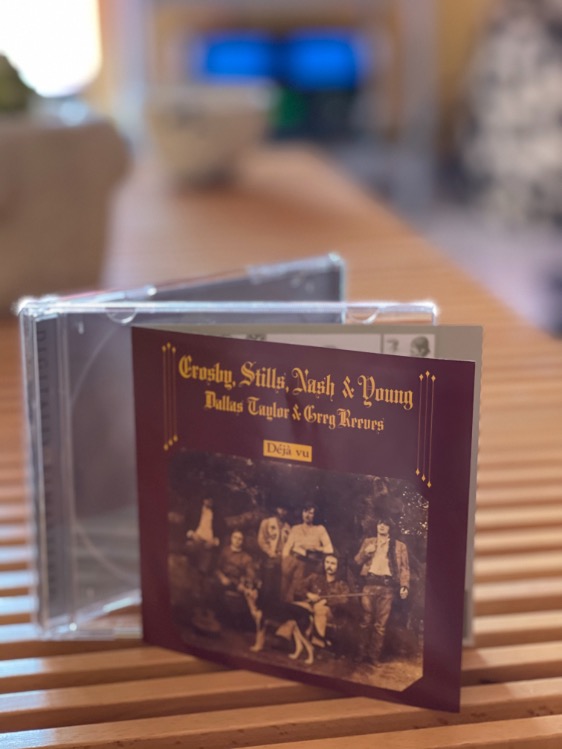 Crosby, Stills, Nash & Young
Dallas Taylor & Greg Reeves
Déjà vu